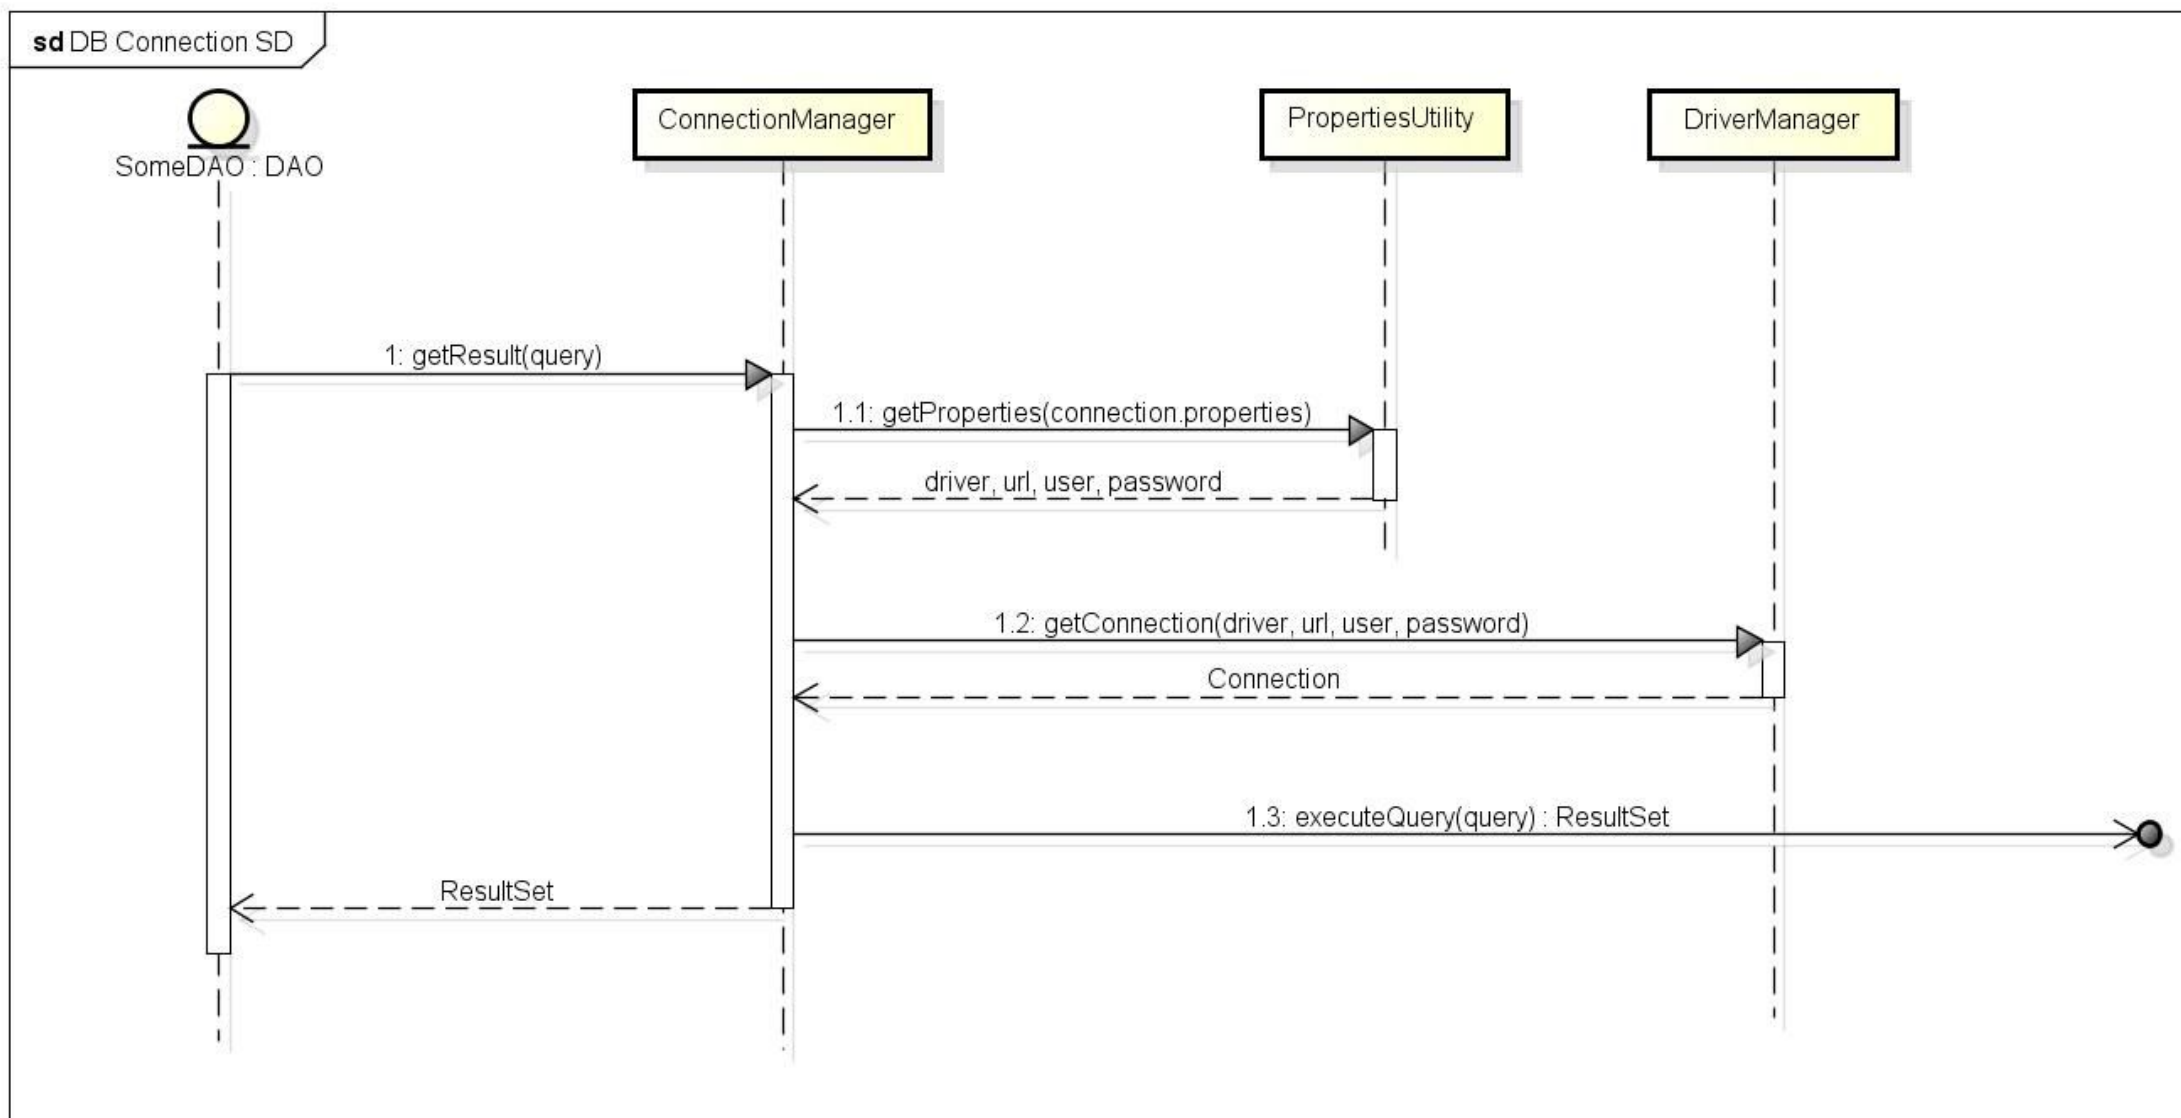 sd DB Connection SD
ConnectionManager
PropertiesUtility
DriverManager
SomeDAO : DAO
1: getResult(query)
1.1: getProperties(connection.properties)
driver, url, user, password
1.2: getConnection(driver, url, user, password)
Connection
1.3: executeQuery(query) : ResultSet
ResultSet